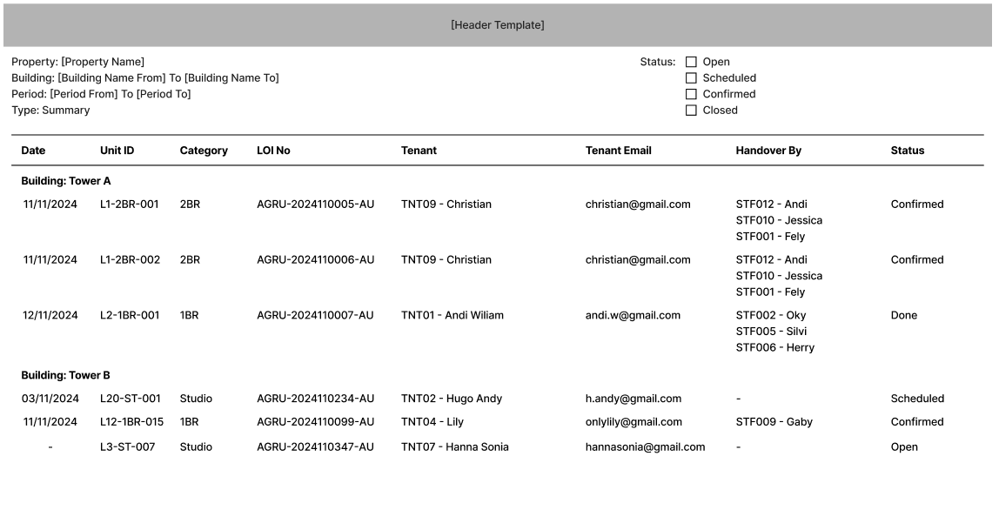 [Header Template]
Property: [Property Name]
Building: [Building Name From] To [Building Name To]
Period: [Period From] To [Period To]
Type: Summary
Status: Open
Scheduled
Confirmed
Closed
Date Unit ID Category LOI No Tenant Tenant Email Handover By Status
Building: Tower A
11/11/2024 L1-2BR-001 2BR AGRU-2024110005-AU TNT09 - Christian christian@gmail.com STF012 - Andi Confirmed
STF010 - Jessica
STF001 - Fely
11/11/2024 L1-2BR-002 2BR AGRU-2024110006-AU TNT09 - Christian christian@gmail.com STF012 - Andi Confirmed
STF010 - Jessica
STF001 - Fely
12/11/2024 L2-1BR-001 1BR AGRU-2024110007-AU TNT01 - Andi Wiliam andi.w@gmail.com STF002 - Oky Done
STF005 - Silvi
STF006 - Herry
Building: Tower B
03/11/2024 L20-ST-001 Studio AGRU-2024110234-AU TNT02 - Hugo Andy h.andy@gmail.com - Scheduled
11/11/2024 L12-1BR-015 1BR AGRU-2024110099-AU TNT04 - Lily onlylily@gmail.com STF009 - Gaby Confirmed
- L3-ST-007 Studio AGRU-2024110347-AU TNT07 - Hanna Sonia hannasonia@gmail.com - Open